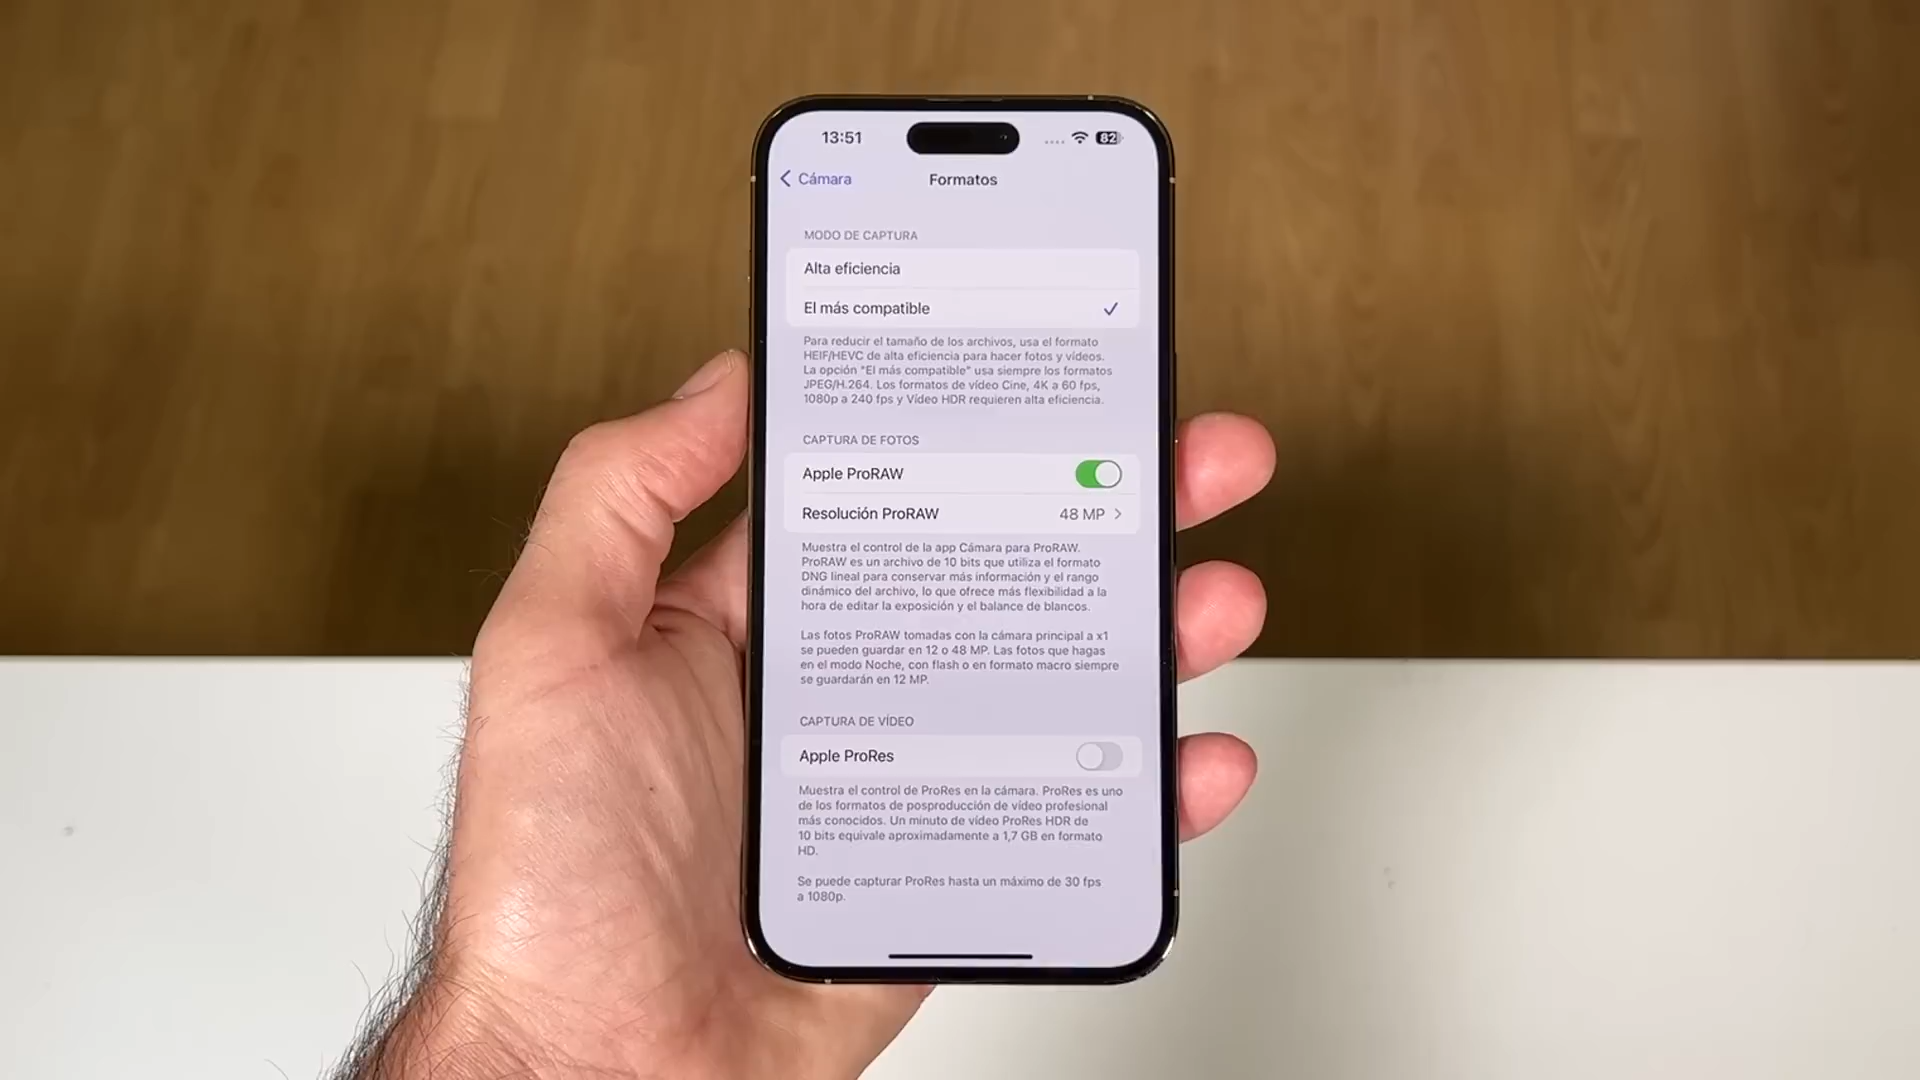 13:51
82
Cámara
Formatos
MODO DE CAPTURA
Alta eficiencia
El más compatible
Para reducir el tamaño de los archivos, usa el formato
HEIF/HEVC de alta eficiencia para hacer fotos y vídeos.
La opción "El más compatible" usa siempre los formatos
JPEG/H.264. Los formatos de vídeo Cine, 4K a 60 fps,
1080p a 240 fps y Vídeo HDR requieren alta eficiencia.
CAPTURA DE FOTOS
Apple ProRAW
Resolución ProRAW 48 MP
Muestra el control de la app Cámara para ProRAW.
ProRAW es un archivo de 10 bits que utiliza el formato
DNG lineal para conservar más información y el rango
dinámico del archivo, lo que ofrece más flexibilidad a la
hora de editar la exposición y el balance de blancos.
Las fotos ProRAW tomadas con la cámara principal a x1
se pueden guardar en 12 o 48 MP. Las fotos que hagas
en el modo Noche, con flash o en formato macro siempre
se guardarán en 12 MP.
CAPTURA DE VÍDEO
Apple ProRes
Muestra el control de ProRes en la cámara. ProRes es uno
de los formatos de posproducción de vídeo profesional
más conocidos. Un minuto de vídeo ProRes HDR de
10 bits equivale aproximadamente a 1,7 GB en formato
HD.
Se puede capturar ProRes hasta un máximo de 30 fps
a 1080p.